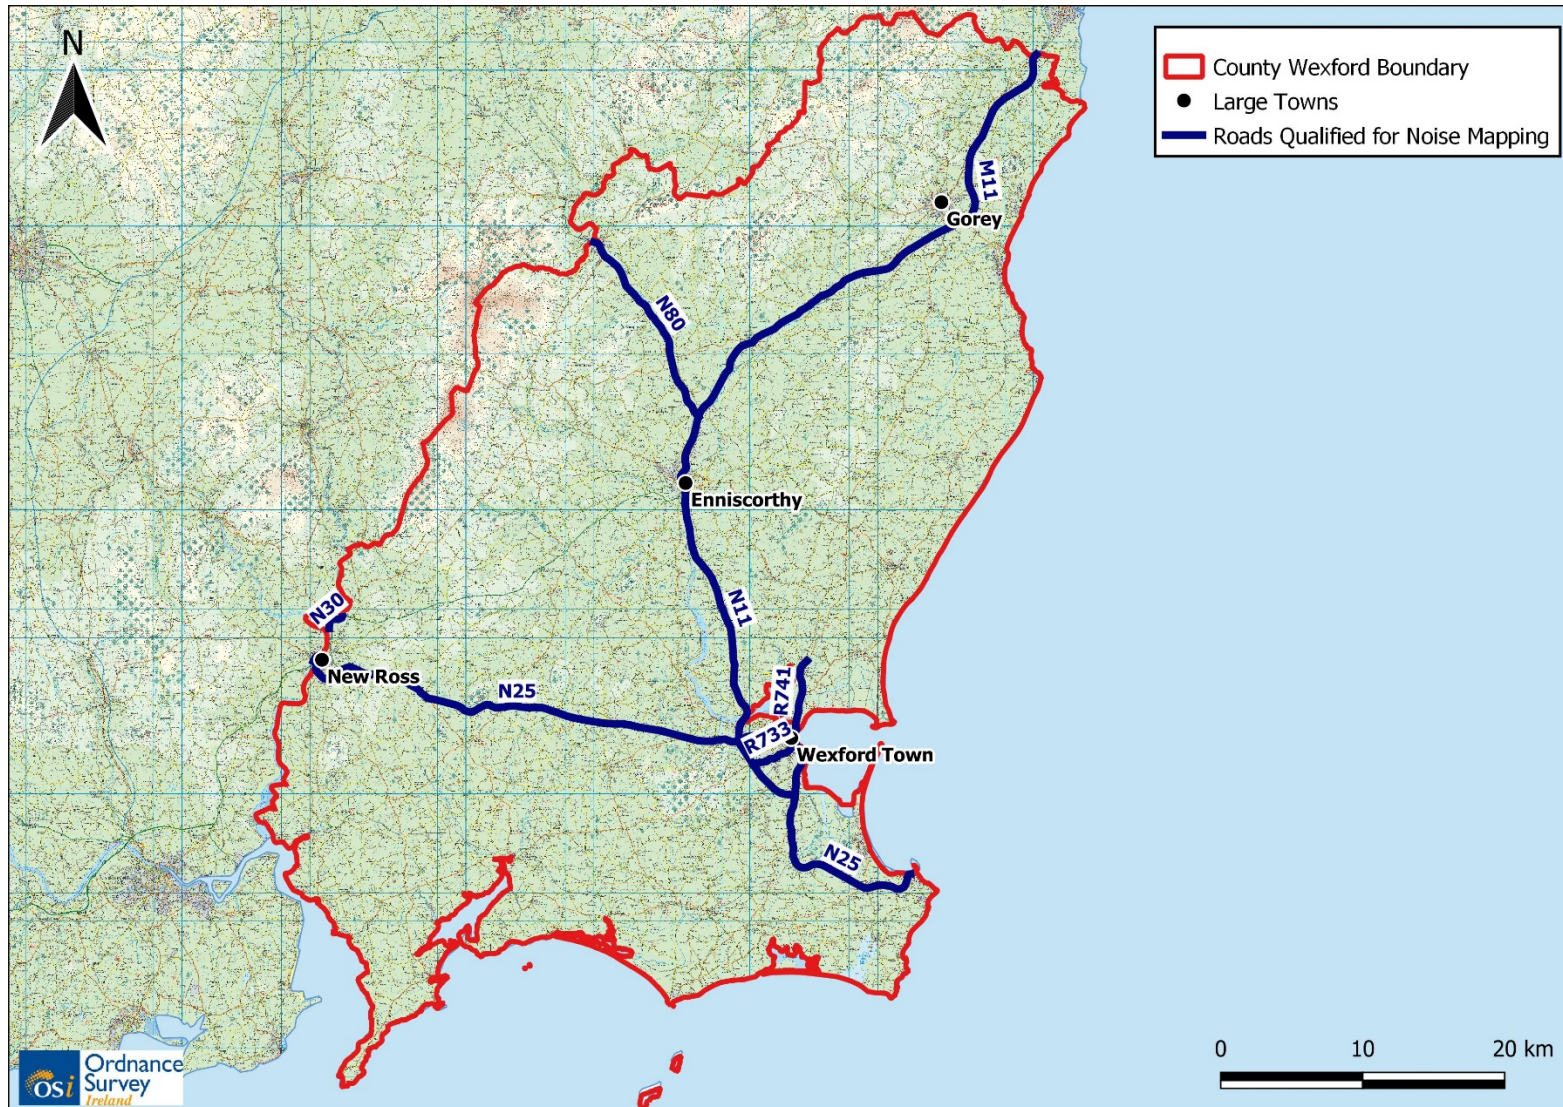 N
County Wexford Boundary
Large Towns
Roads Qualified for Noise Mapping
M11
Gorey
N80
Enniscorthy
N30
N11
New Ross
N25
R741
R733
Wexford Town
N25
0 10 20 km
osi
Ordnance
Survey
Ireland